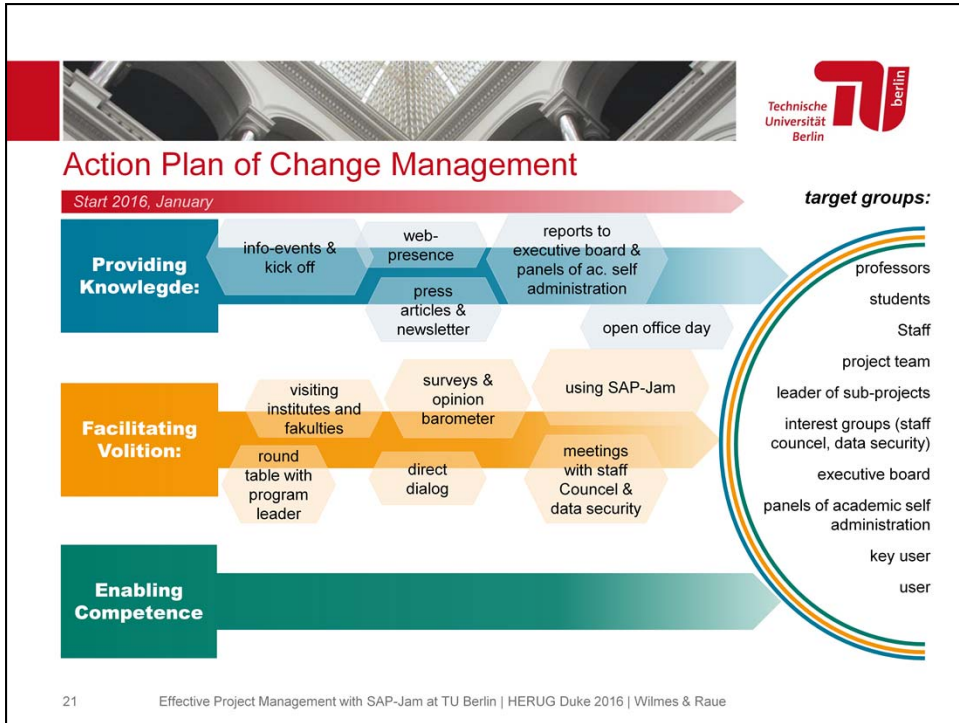 Technische
Universität
Berlin
berlin
Action Plan of Change Management
Start 2016, January
target groups:
Providing
Knowlegde:
info-events &
kick off
web-
presence
press
articles &
newsletter
reports to
executive board &
panels of ac. self
administration
open office day
Facilitating
Volition:
visiting
institutes and
fakulties
surveys &
opinion
barometer
using SAP-Jam
round
table with
program
leader
direct
dialog
meetings
with staff
Councel &
data security
Enabling
Competence
professors
students
Staff
project team
leader of sub-projects
interest groups (staff
councel, data security)
executive board
panels of academic self
administration
key user
user
21
Effective Project Management with SAP-Jam at TU Berlin | HERUG Duke 2016 | Wilmes & Raue